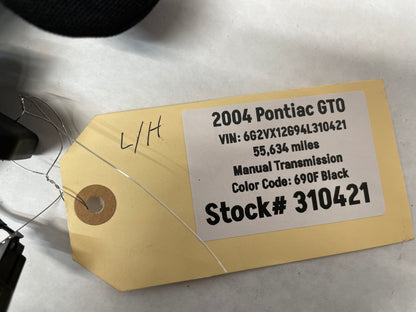 L/H
2004 Pontiac GTO
VIN: 6G2VX12G94L310421
55,634 miles
Manual Transmission
Color Code: 690F Black
Stock# 310421